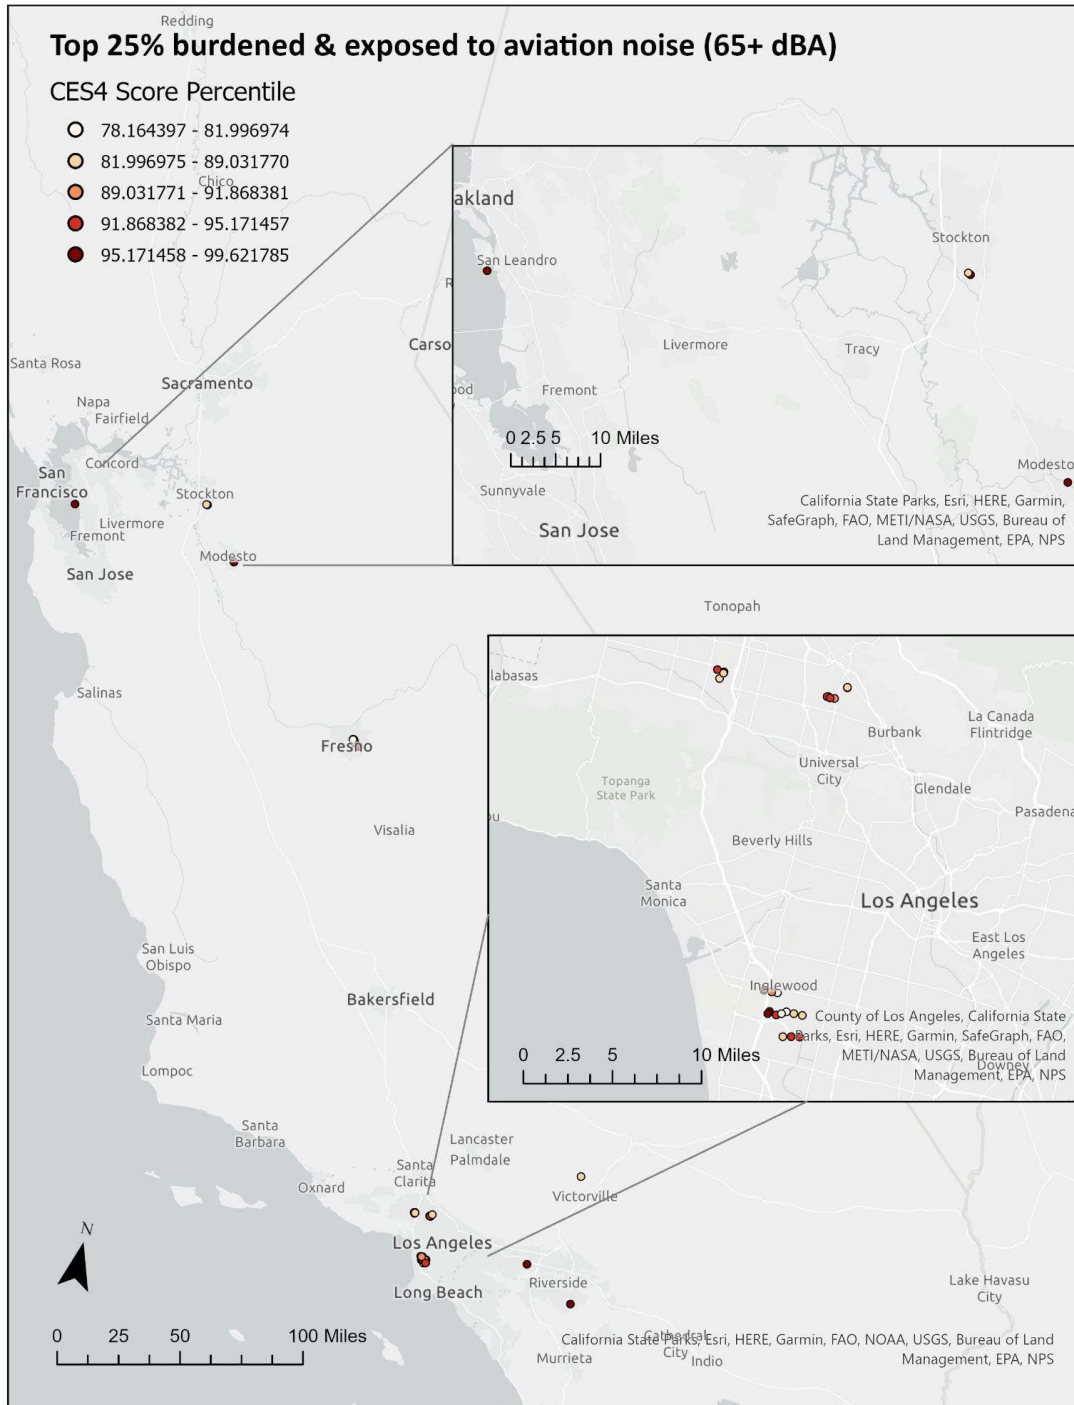 Redding
Top 25% burdened & exposed to aviation noise (65+ dBA)
CES4 Score Percentile
78.164397 - 81.996974
81.996975 - 89.031770
Chico
89.031771 - 91.868381
91.868382 - 95.171457
95.171458 - 99.621785
akland
San Leandro
Stockton
R
Carso
Livermore
Tracy
ood
Fremont
0 2.5 5 10 Miles
Sunnyvale
San Jose
Modesto
California State Parks, Esri, HERE, Garmin,
SafeGraph, FAO, METI/NASA, USGS, Bureau of
Land Management, EPA, NPS
Santa Rosa
Sacramento
Napa
Fairfield
Concord
San
Francisco
Stockton
Livermore
Fremont
Modesto
San Jose
Tonopah
Salinas
Fresno
Visalia
labasas
La Canada
Flintridge
Burbank
Universal
City
Topanga
State Park
Glendale
Pasadena
bu
Beverly Hills
Santa
Monica
Los Angeles
East Los
Angeles
Inglewood
County of Los Angeles, California State
Parks, Esri, HERE, Garmin, SafeGraph, FAO,
METI/NASA, USGS, Bureau of Land
Management, EPA, NPS
Downey
0 2.5 5 10 Miles
San Luis
Obispo
Bakersfield
Santa Maria
Lompoc
Santa
Barbara
Lancaster
Palmdale
Santa
Clarita
Oxnard
Victorville
N
Los Angeles
Long Beach
Riverside
Lake Havasu
City
0 25 50 100 Miles
Cathedral
City
Murrieta
Indio
California State Parks, Esri, HERE, Garmin, FAO, NOAA, USGS, Bureau of Land
Management, EPA, NPS